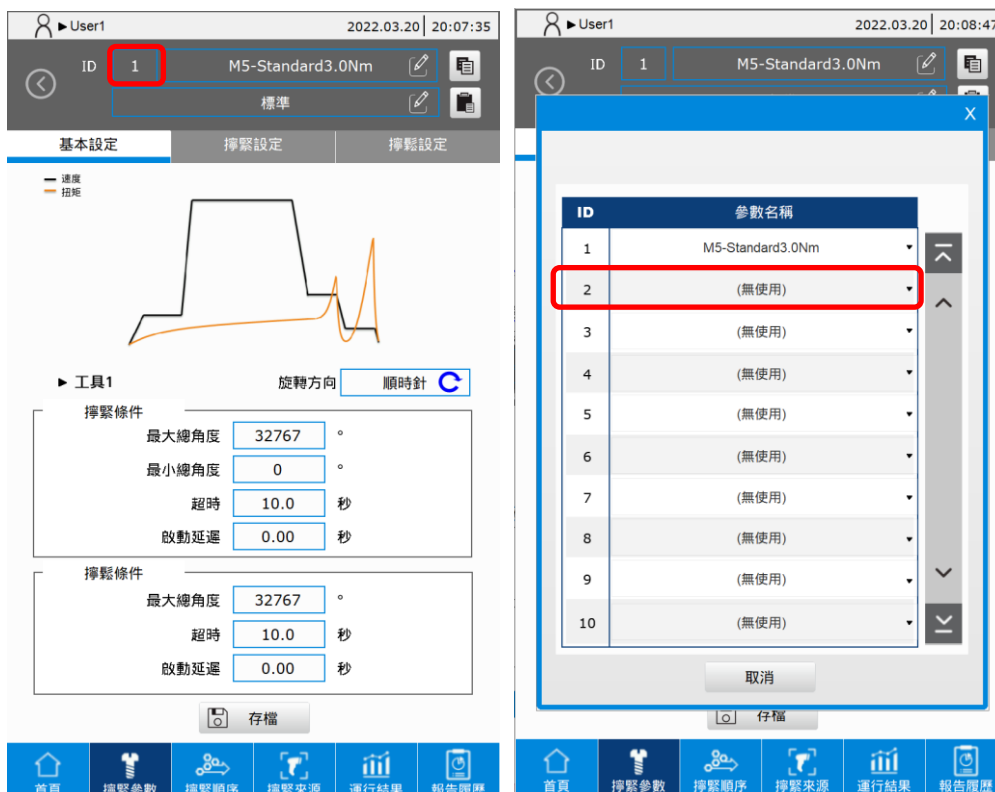 ►User1
2022.03.20 20:07:35
ID 1 M5-Standard3.0Nm
標準
基本設定 擰緊設定 擰鬆設定
速度
扭矩
► 工具1 旋轉方向 順時針
擰緊條件
最大總角度 32767 °
最小總角度 0 °
超時 10.0 秒
啟動延遲 0.00 秒
擰鬆條件
最大總角度 32767 °
超時 10.0 秒
啟動延遲 0.00 秒
存檔
首頁 擰緊參數 擰緊順序 擰緊來源 運行結果 報告履歷
►User1
2022.03.20 20:08:47
ID 1 M5-Standard3.0Nm
X
ID 參數名稱
1 M5-Standard3.0Nm
2 (無使用)
3 (無使用)
4 (無使用)
5 (無使用)
6 (無使用)
7 (無使用)
8 (無使用)
9 (無使用)
10 (無使用)
取消
存檔
首頁 擰緊參數 擰緊順序 擰緊來源 運行結果 報告履歷